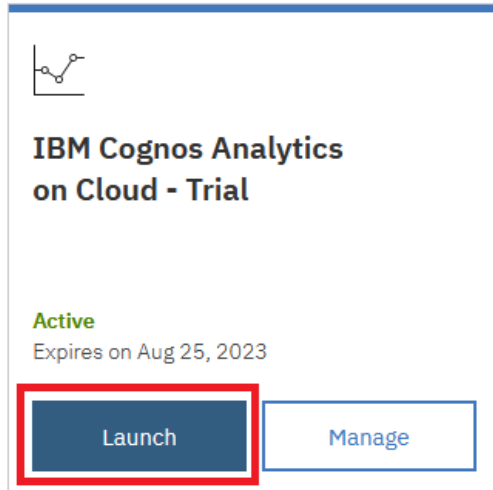 IBM Cognos Analytics
on Cloud - Trial
Active
Expires on Aug 25, 2023
Launch Manage